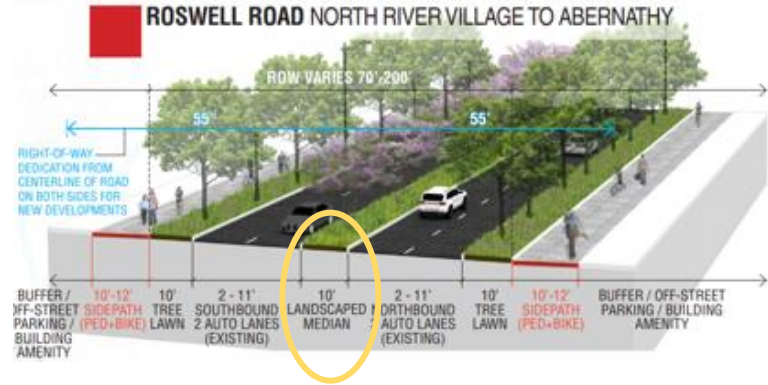 ROSWELL ROAD NORTH RIVER VILLAGE TO ABERNATHY
ROW VARIES 70'-200'
55'
55'
RIGHT-OF-WAY
DEDICATION FROM
CENTERLINE OF ROAD
ON BOTH SIDES FOR
NEW DEVELOPMENTS
BUFFER /
OFF-STREET
PARKING /
BUILDING
AMENITY
10'-12'
SIDEPATH
(PED+BIKE)
10'
TREE
LAWN
2 - 11'
SOUTHBOUND
2 AUTO LANES
(EXISTING)
10'
LANDSCAPED
MEDIAN
2 - 11'
NORTHBOUND
AUTO LANES
(EXISTING)
10'
TREE
LAWN
10'-12'
SIDEPATH
(PED+BIKE)
BUFFER / OFF-STREET
PARKING / BUILDING
AMENITY